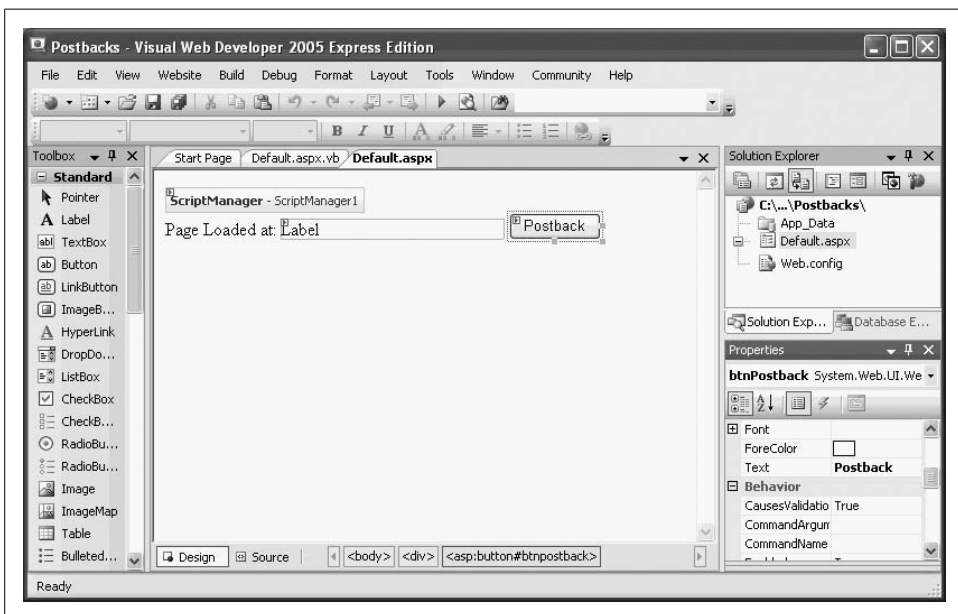 Postbacks - Visual Web Developer 2005 Express Edition
File Edit View Website Build Debug Format Layout Tools Window Community Help
B I U A
Toolbox
Start Page Default.aspx.vb Default.aspx
Solution Explorer
Standard
Pointer
A Label
abl TextBox
ab Button
ab LinkButton
ImageB...
A HyperLink
DropDo...
ListBox
CheckBox
CheckB...
RadioBu...
RadioBu...
Image
ImageMap
Table
Bulleted...
ScriptManager - ScriptManager1
Page Loaded at: Label
Postback
C:\...\Postbacks\
App_Data
Default.aspx
Web.config
Solution Exp... Database E...
Properties
btnPostback System.Web.UI.We
Font
ForeColor
Text Postback
Behavior
CausesValidatio True
CommandArgum
CommandName
Design Source <body> <div> <asp:button#btnpostback>
Ready